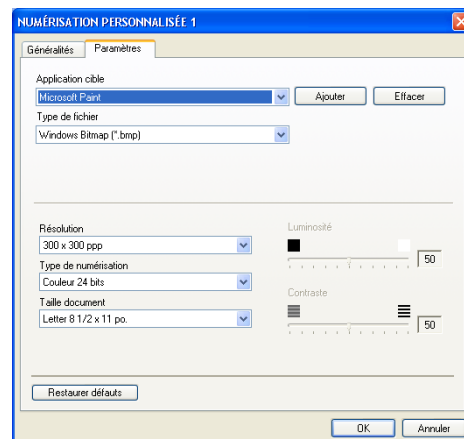 NUMÉRISATION PERSONNALISÉE 1
Généralités
Paramètres
Application cible
Microsoft Paint
Ajouter
Effacer
Type de fichier
Windows Bitmap (*.bmp)
Résolution
300 x 300 ppp
Type de numérisation
Couleur 24 bits
Taille document
Letter 8 1/2 x 11 po.
Luminosité
50
Contraste
50
Restaurer défauts
OK
Annuler